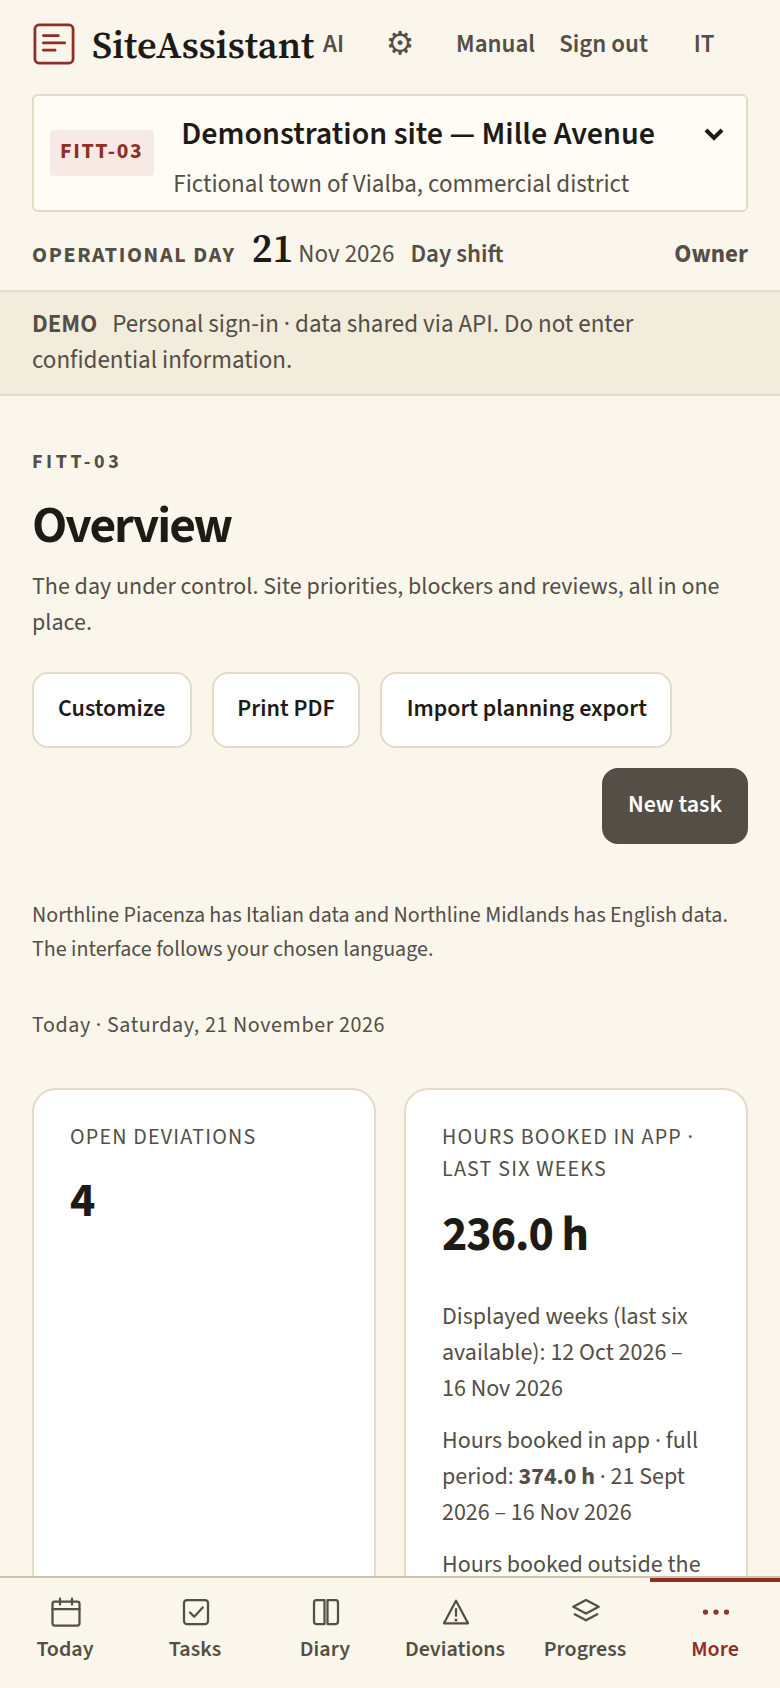 SiteAssistant AI ⚙ Manual Sign out IT
FITT-03
Demonstration site — Mille Avenue
Fictional town of Vialba, commercial district
OPERATIONAL DAY 21 Nov 2026 Day shift Owner
DEMO Personal sign-in · data shared via API. Do not enter
confidential information.
FITT-03
Overview
The day under control. Site priorities, blockers and reviews, all in one
place.
Customize Print PDF Import planning export
New task
Northline Piacenza has Italian data and Northline Midlands has English data.
The interface follows your chosen language.
Today · Saturday, 21 November 2026
OPEN DEVIATIONS
4
HOURS BOOKED IN APP ·
LAST SIX WEEKS
236.0 h
Displayed weeks (last six
available): 12 Oct 2026 –
16 Nov 2026
Hours booked in app · full
period: 374.0 h · 21 Sept
2026 – 16 Nov 2026
Hours booked outside the
Today Tasks Diary Deviations Progress More